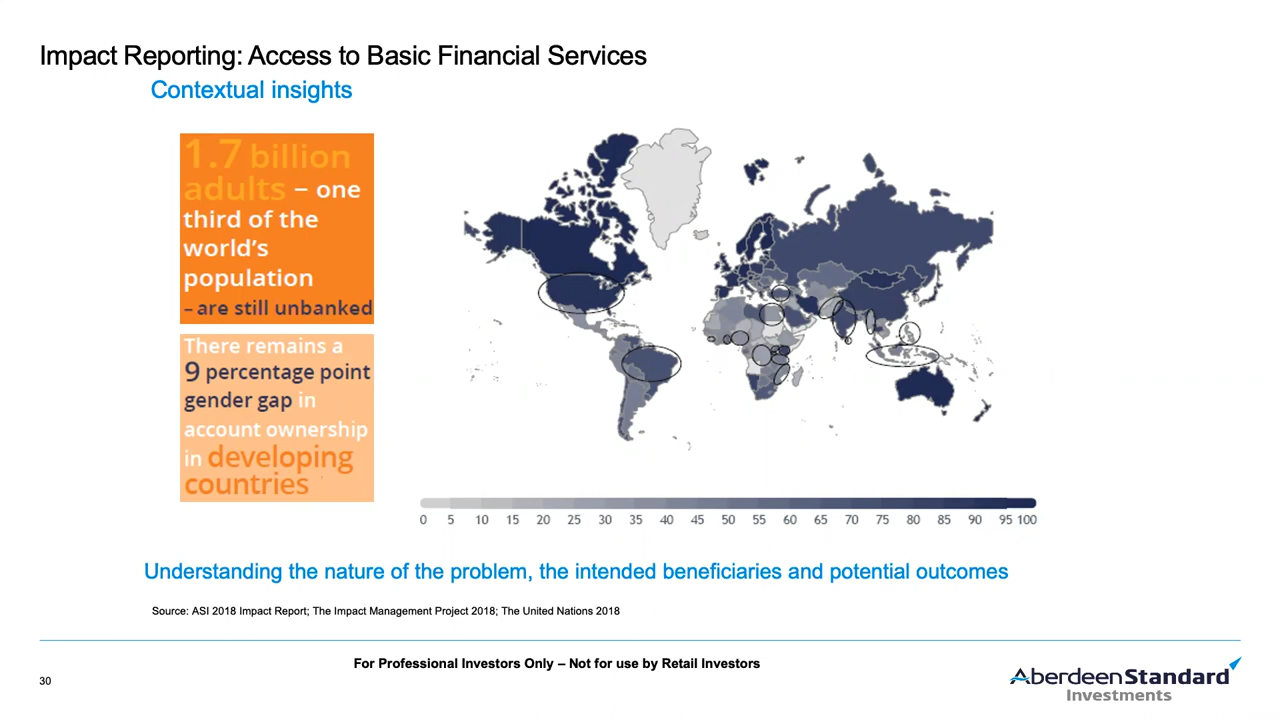 Impact Reporting: Access to Basic Financial Services
Contextual insights
1.7 billion
adults – one
third of the
world's
population
– are still unbanked
There remains a
9 percentage point
gender gap in
account ownership
in developing
countries
0 5 10 15 20 25 30 35 40 45 50 55 60 65 70 75 80 85 90 95 100
Understanding the nature of the problem, the intended beneficiaries and potential outcomes
Source: ASI 2018 Impact Report; The Impact Management Project 2018; The United Nations 2018
For Professional Investors Only – Not for use by Retail Investors
30
AberdeenStandard
Investments